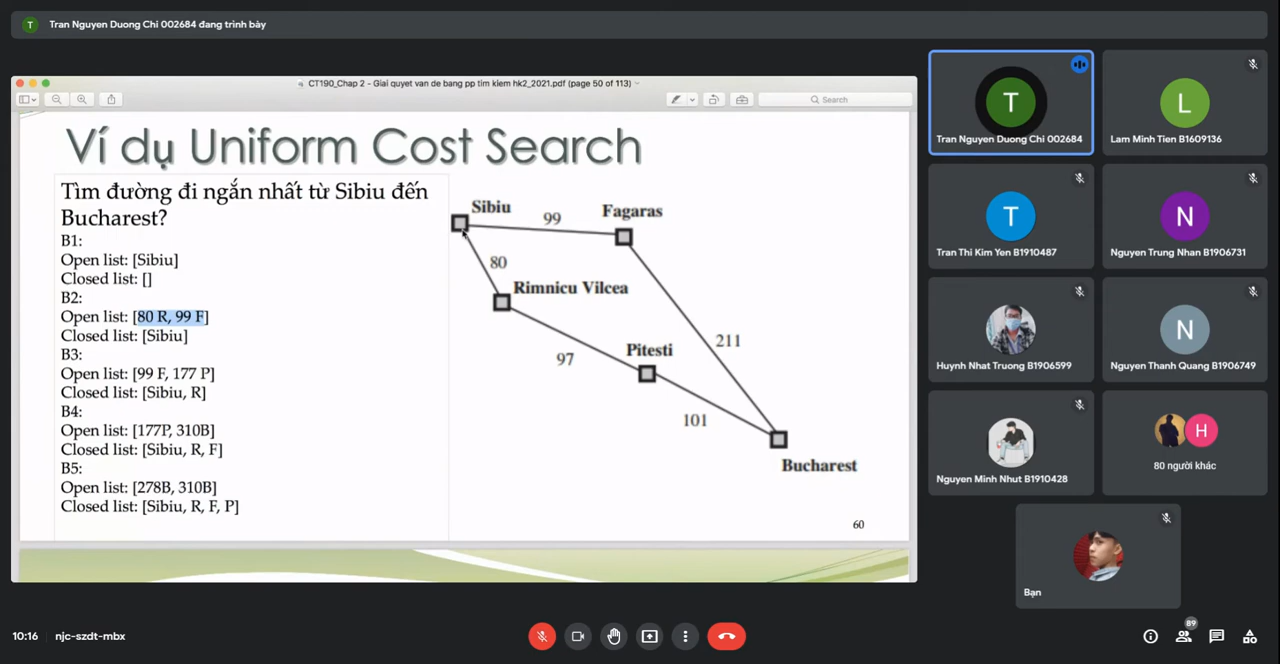 T
Tran Nguyen Duong Chi 002684 đang trình bày
CT190_Chap 2 - Giai quyet van de bang pp tim kiem hk2_2021.pdf (page 50 of 113)
Search
Ví dụ Uniform Cost Search
Tìm đường đi ngắn nhất từ Sibiu đến
Bucharest?
B1:
Open list: [Sibiu]
Closed list: []
B2:
Open list: [80 R, 99 F]
Closed list: [Sibiu]
B3:
Open list: [99 F, 177 P]
Closed list: [Sibiu, R]
B4:
Open list: [177P, 310B]
Closed list: [Sibiu, R, F]
B5:
Open list: [278B, 310B]
Closed list: [Sibiu, R, F, P]
Sibiu
99
Fagaras
80
Rimnicu Vilcea
97
Pitesti
211
101
Bucharest
60
T
Tran Nguyen Duong Chi 002684
L
Lam Minh Tien B1609136
T
Tran Thi Kim Yen B1910487
N
Nguyen Trung Nhan B1906731
Huynh Nhat Truong B1906599
N
Nguyen Thanh Quang B1906749
Nguyen Minh Nhut B1910428
H
80 người khác
Bạn
10:16
njc-szdt-mbx
89